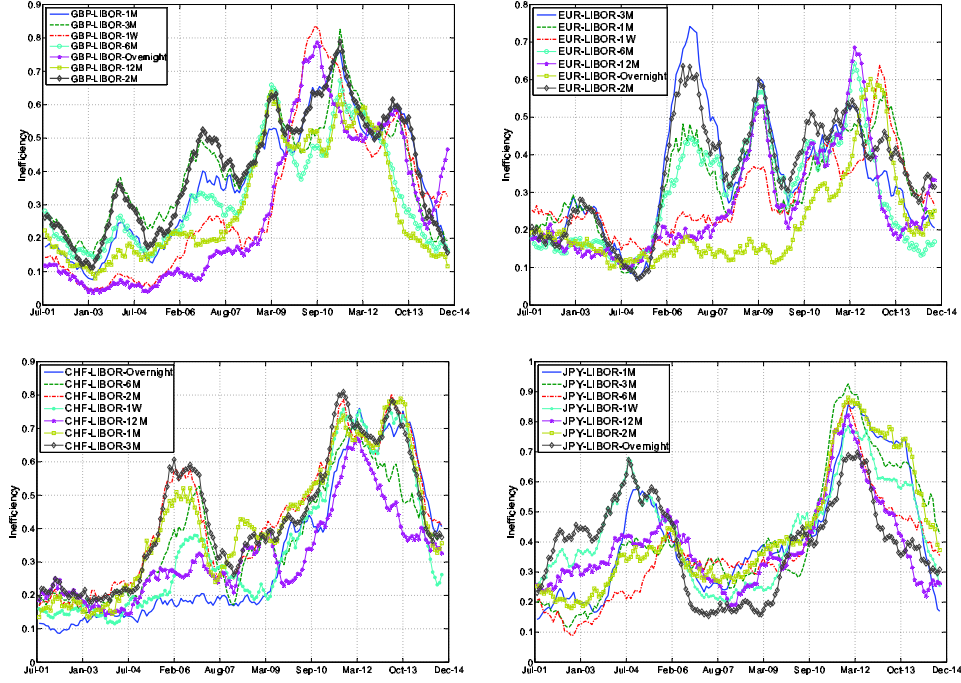 GBP-LIBOR-1M
GBP-LIBOR-3M
GBP-LIBOR-1W
GBP-LIBOR-6M
GBP-LIBOR-Overnight
GBP-LIBOR-12M
GBP-LIBOR-2M
Inefficiency
0.9
0.8
0.7
0.6
0.5
0.4
0.3
0.2
0.1
0
Jul-01 Jan-03 Jul-04 Feb-06 Aug-07 Mar-09 Sep-10 Mar-12 Oct-13 Dec-14
EUR-LIBOR-3M
EUR-LIBOR-1M
EUR-LIBOR-1W
EUR-LIBOR-6M
EUR-LIBOR-12M
EUR-LIBOR-Overnight
EUR-LIBOR-2M
Inefficiency
0.8
0.7
0.6
0.5
0.4
0.3
0.2
0.1
0
Jul-01 Jan-03 Jul-04 Feb-06 Aug-07 Mar-09 Sep-10 Mar-12 Oct-13 Dec-14
CHF-LIBOR-Overnight
CHF-LIBOR-6M
CHF-LIBOR-2M
CHF-LIBOR-1W
CHF-LIBOR-12M
CHF-LIBOR-1M
CHF-LIBOR-3M
Inefficiency
0.9
0.8
0.7
0.6
0.5
0.4
0.3
0.2
0.1
0
Jul-01 Jan-03 Jul-04 Feb-06 Aug-07 Mar-09 Sep-10 Mar-12 Oct-13 Dec-14
JPY-LIBOR-1M
JPY-LIBOR-3M
JPY-LIBOR-6M
JPY-LIBOR-1W
JPY-LIBOR-12M
JPY-LIBOR-2M
JPY-LIBOR-Overnight
Inefficiency
1
0.9
0.8
0.7
0.6
0.5
0.4
0.3
0.2
0.1
0
Jul-01 Jan-03 Jul-04 Feb-06 Aug-07 Mar-09 Sep-10 Mar-12 Oct-13 Dec-14